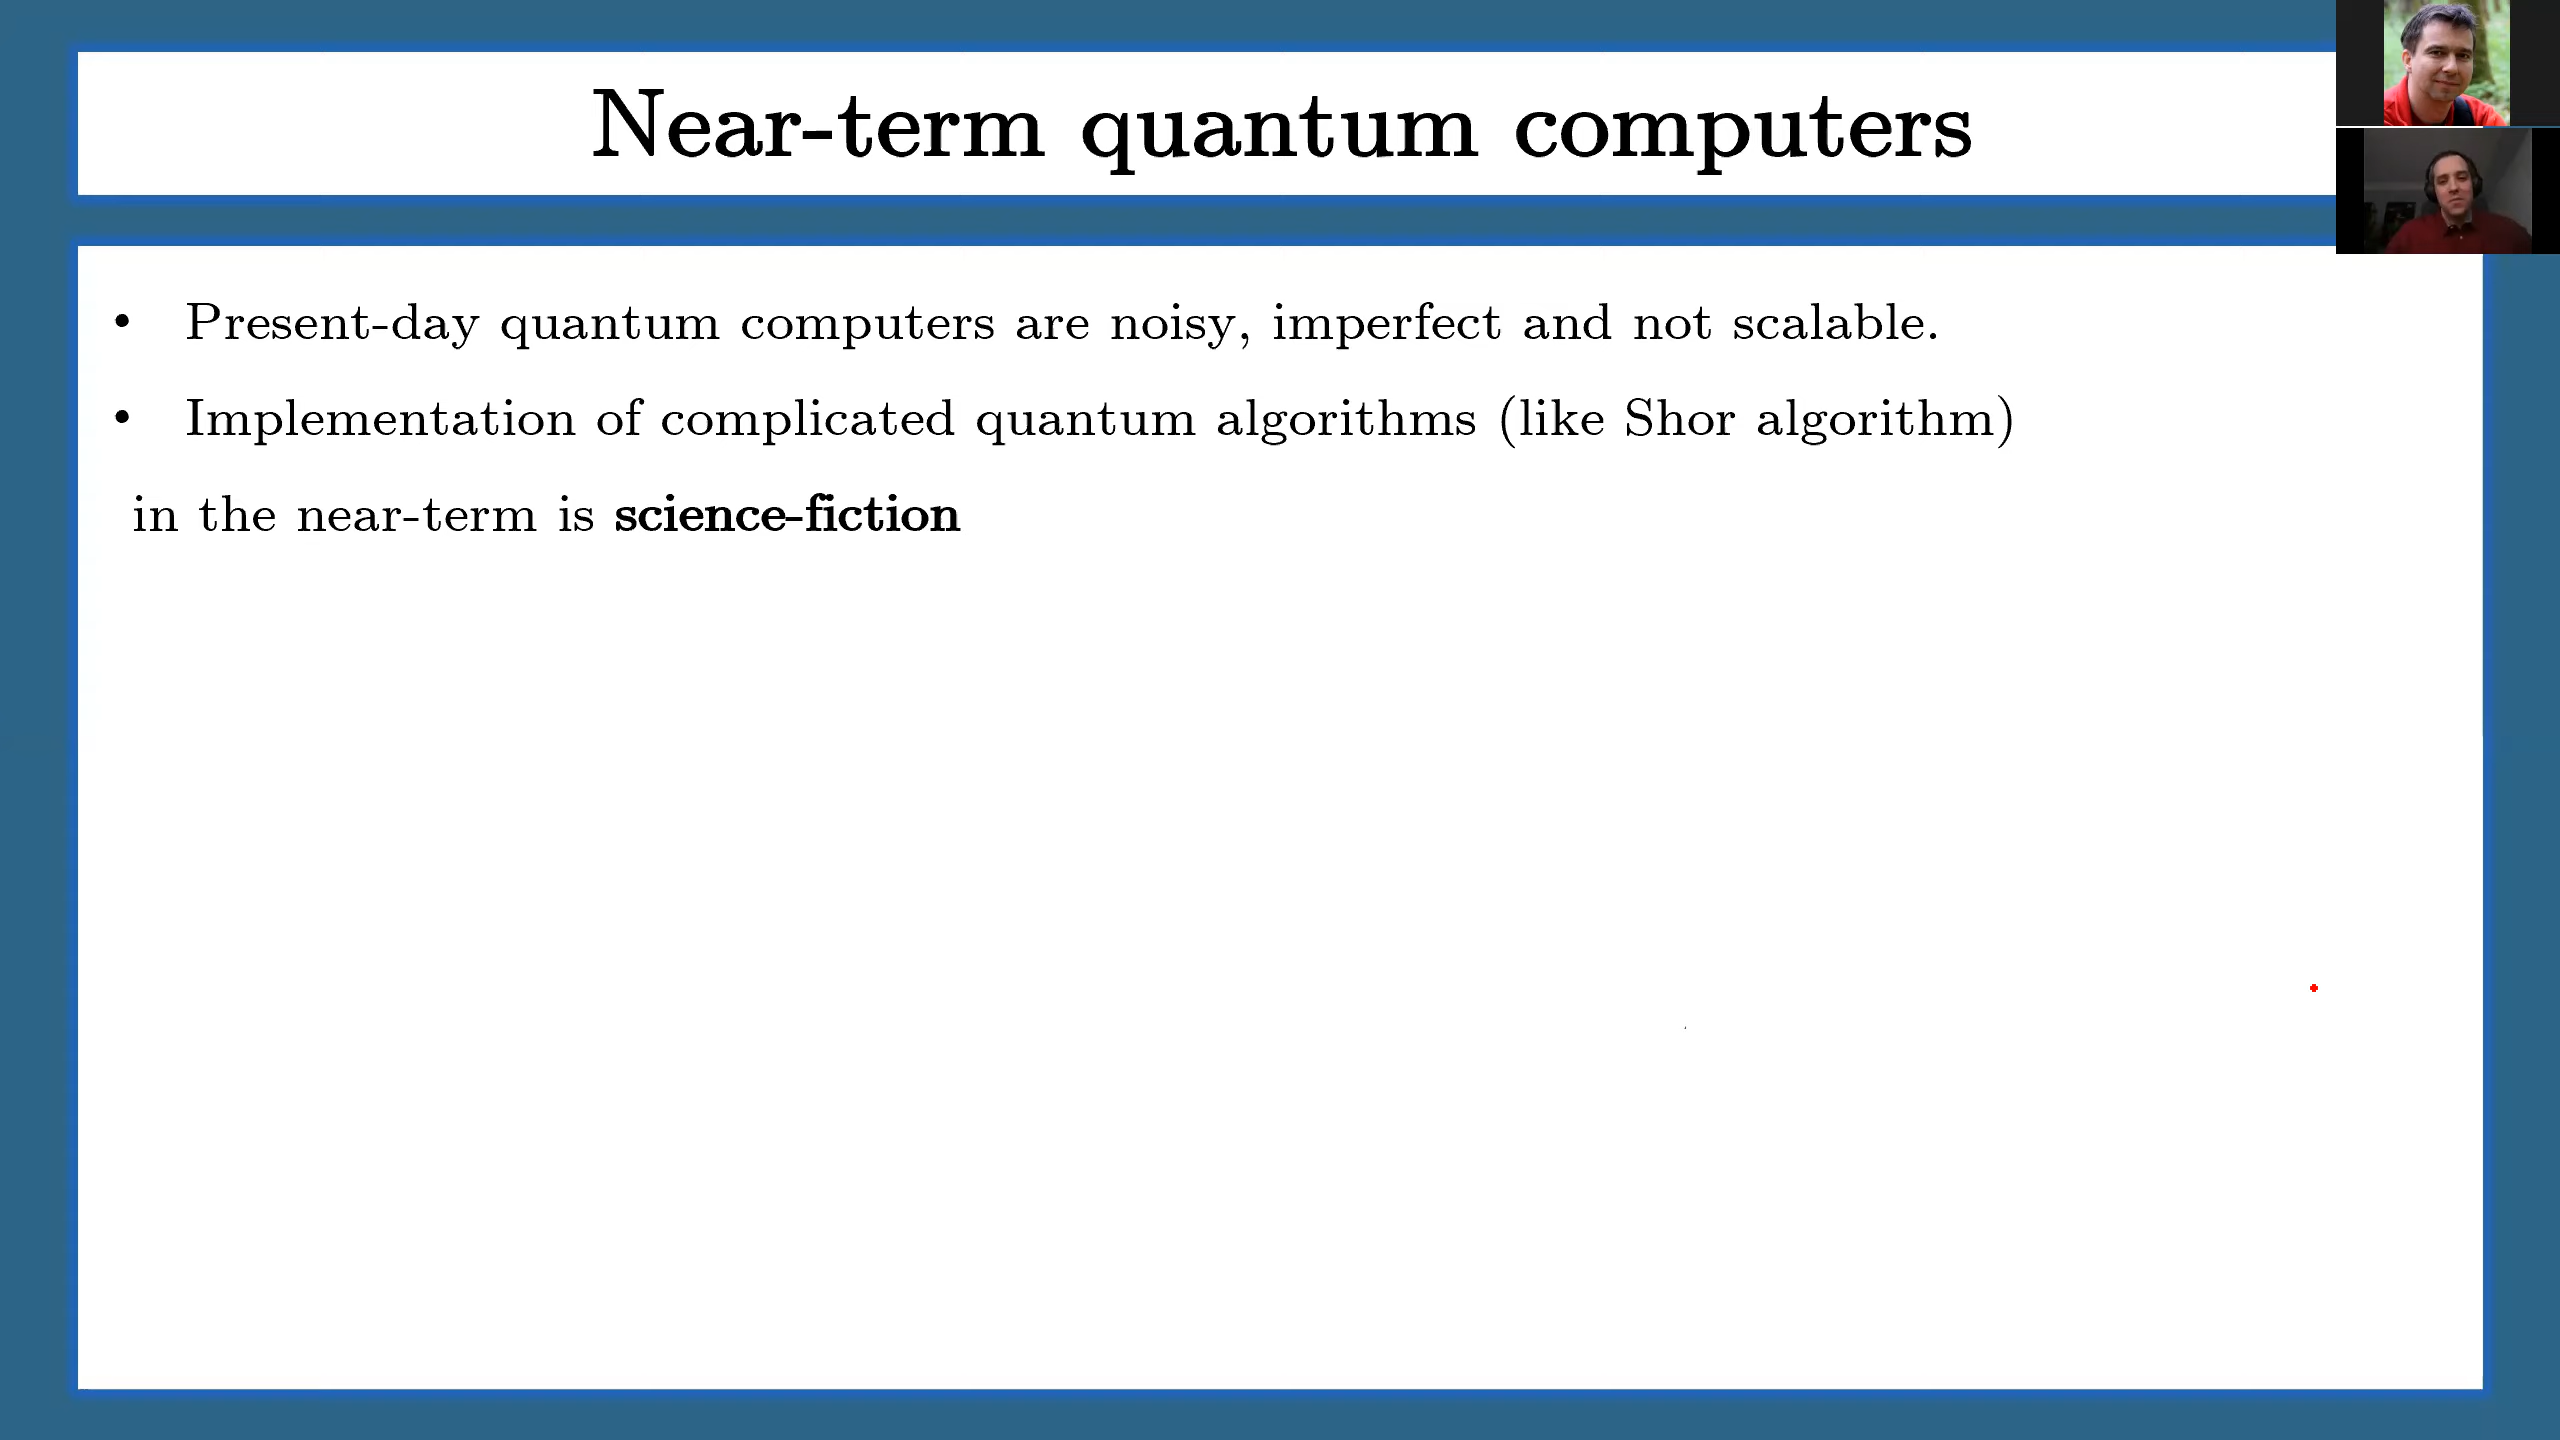 Near-term quantum computers
• Present-day quantum computers are noisy, imperfect and not scalable.
• Implementation of complicated quantum algorithms (like Shor algorithm)
in the near-term is science-fiction